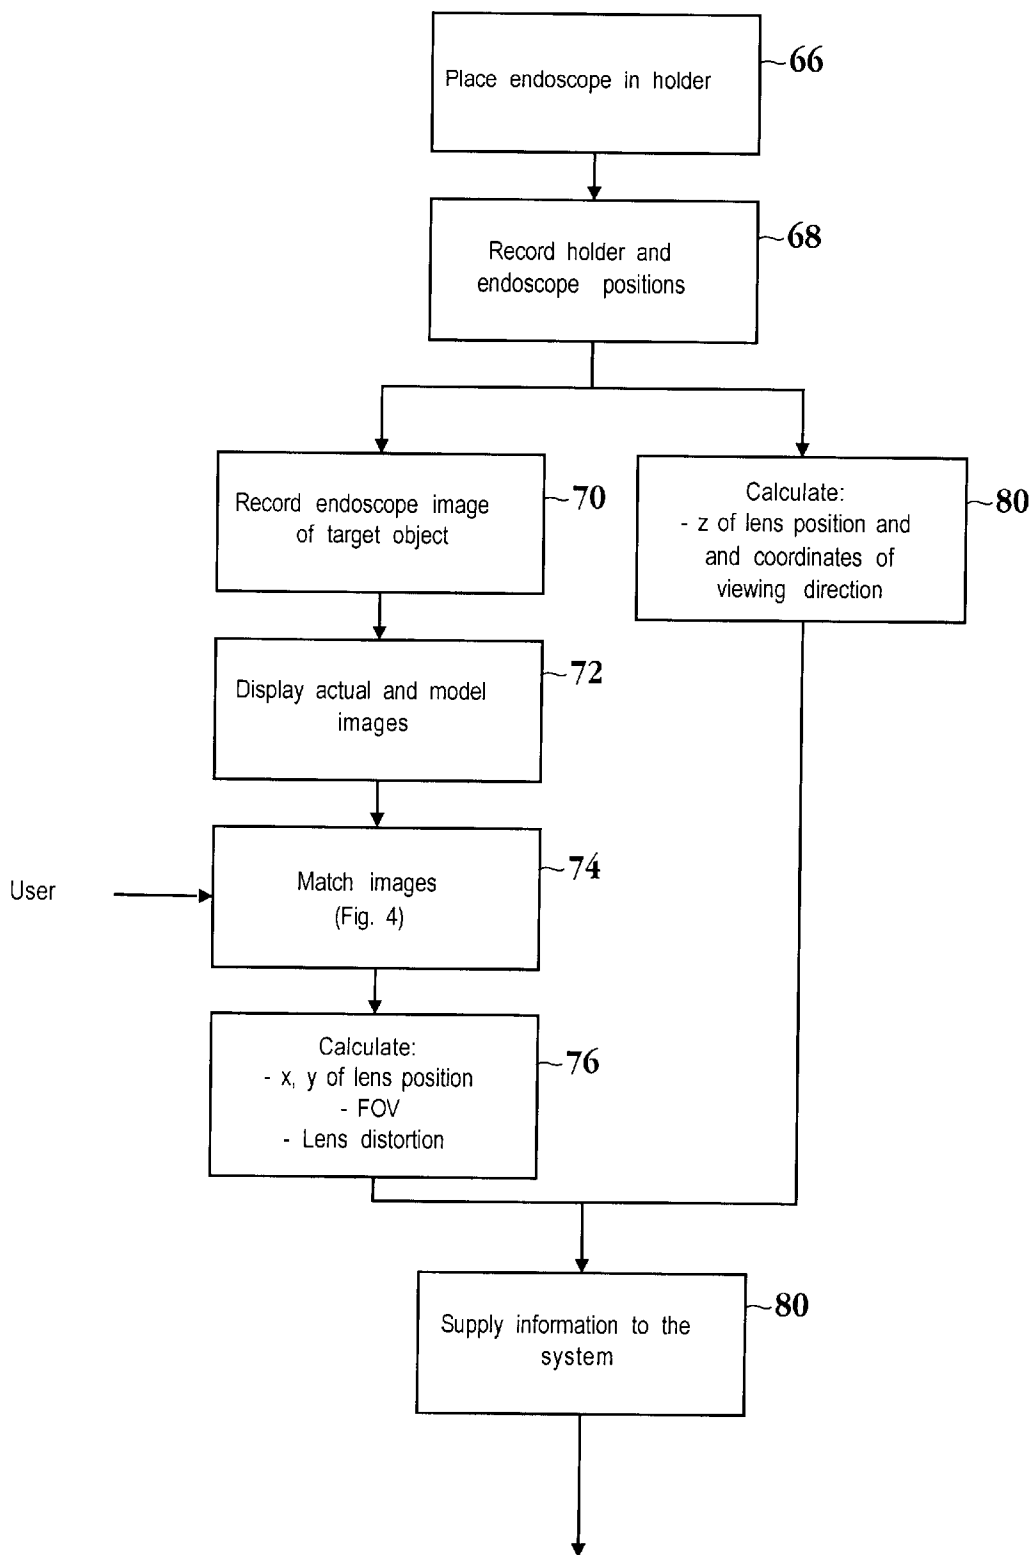 Place endoscope in holder
66
Record holder and
endoscope positions
68
Record endoscope image
of target object
70
Calculate:
- z of lens position and
and coordinates of
viewing direction
80
Display actual and model
images
72
User
Match images
(Fig. 4)
74
Calculate:
- x, y of lens position
- FOV
- Lens distortion
76
Supply information to the
system
80